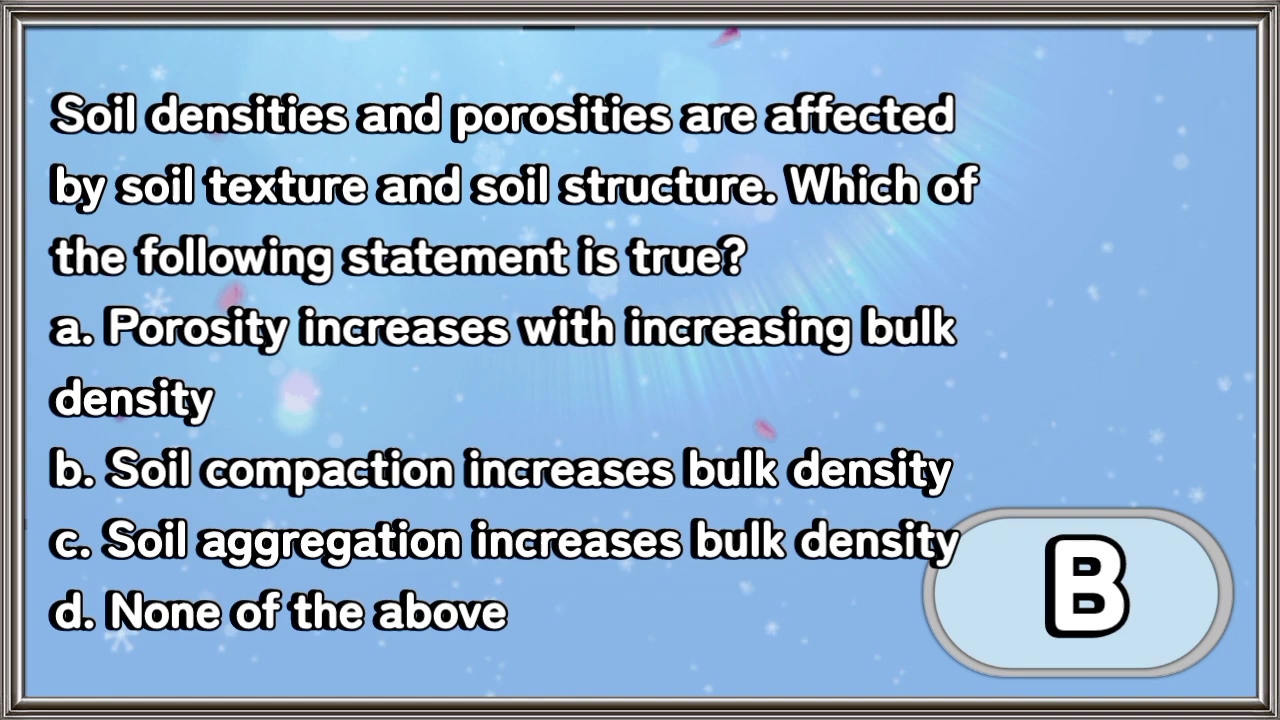 Soil densities and porosities are affected
by soil texture and soil structure. Which of
the following statement is true?
a. Porosity increases with increasing bulk
density
b. Soil compaction increases bulk density
c. Soil aggregation increases bulk density
d. None of the above
B